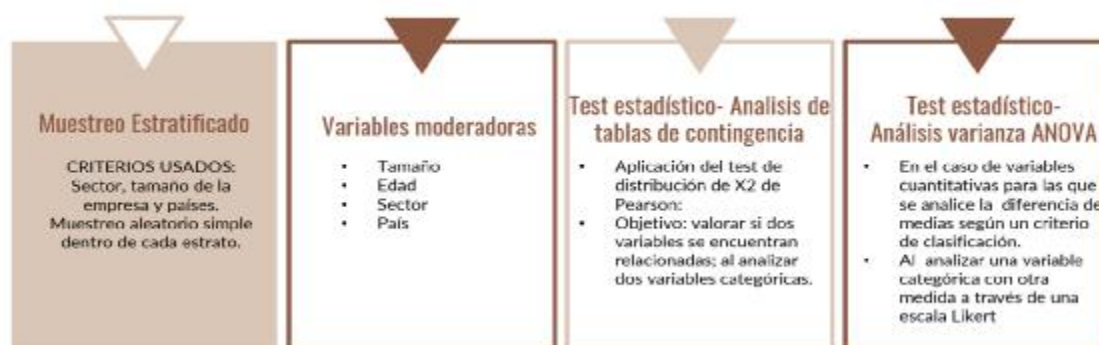 Muestreo Estratificado
CRITERIOS USADOS:
Sector, tamaño de la
empresa y países.
Muestreo aleatorio simple
dentro de cada estrato.
Variables moderadoras
• Tamaño
• Edad
• Sector
• País
Test estadístico- Analisis de
tablas de contingencia
• Aplicación del test de
distribución de X2 de
Pearson:
• Objetivo: valorar si dos
variables se encuentran
relacionadas; al analizar
dos variables categóricas.
Test estadístico-
Análisis varianza ANOVA
• En el caso de variables
cuantitativas para las que
se analice la diferencia de
medias según un criterio
de clasificación.
• Al analizar una variable
categórica con otra
medida a través de una
escala Likert